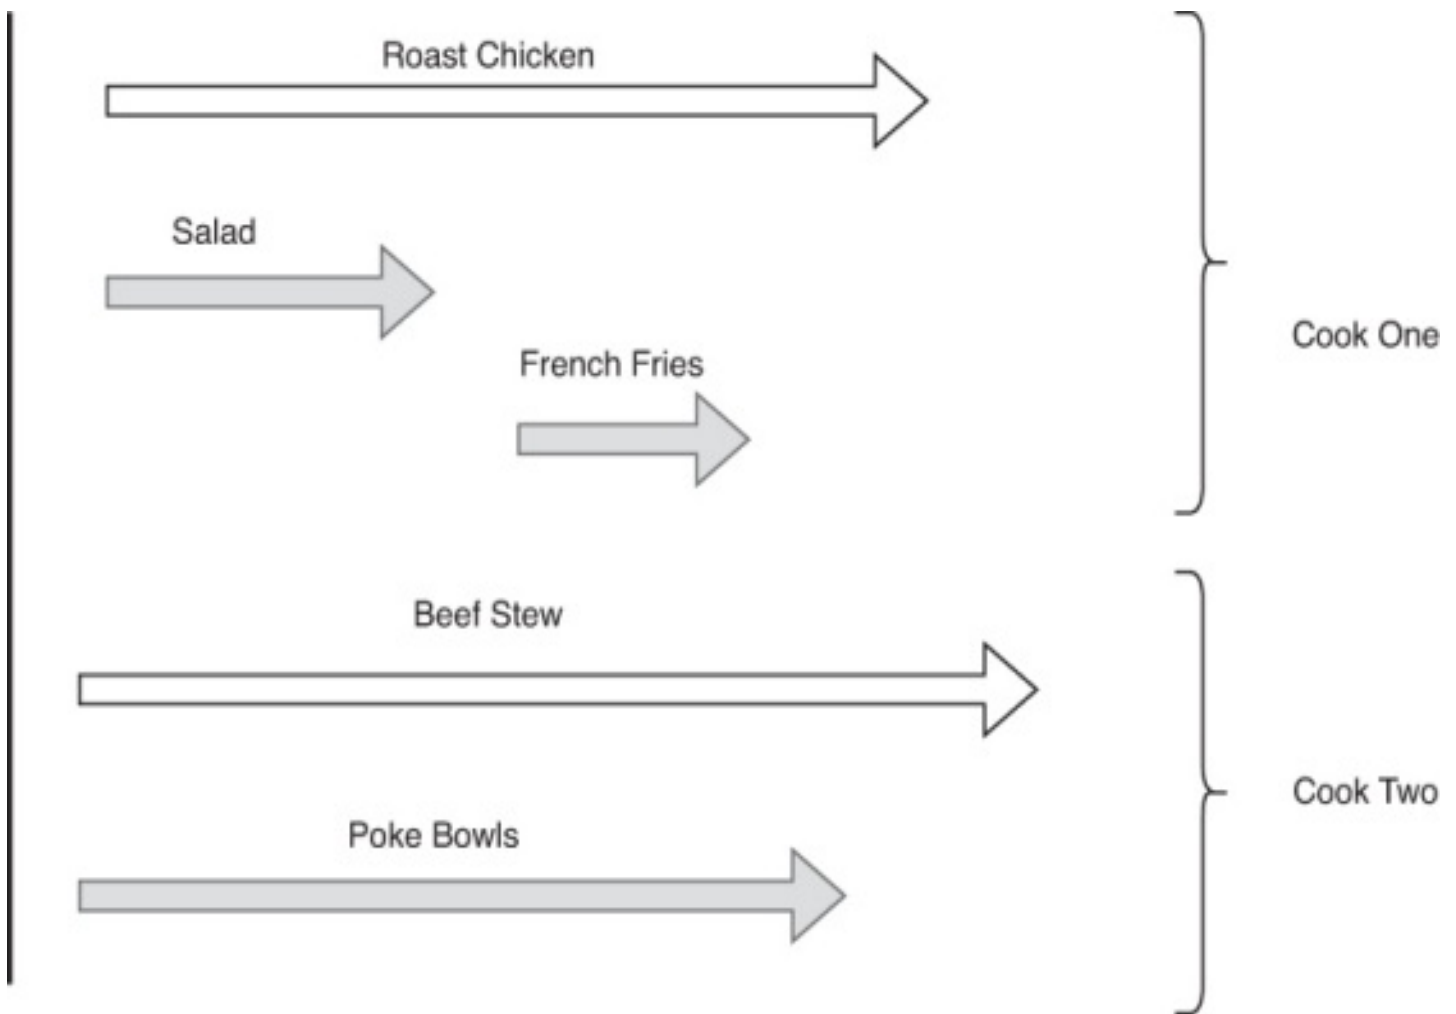 Roast Chicken
Salad
French Fries
Cook One
Beef Stew
Poke Bowls
Cook Two